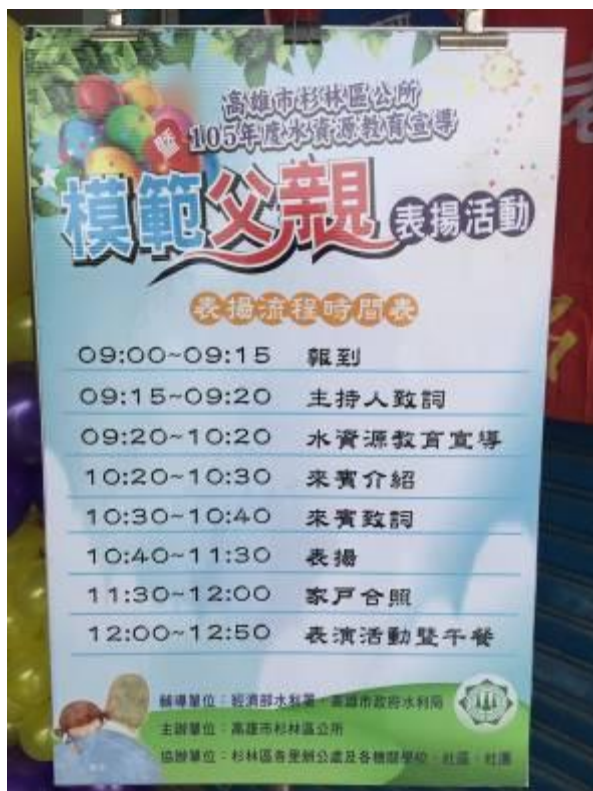 高雄市杉林區公所
105年度水資源教育宣導
暨
模範父親表揚活動
表揚流程時間表
09:00~09:15 報到
09:15~09:20 主持人致詞
09:20~10:20 水資源教育宣導
10:20~10:30 來賓介紹
10:30~10:40 來賓致詞
10:40~11:30 表揚
11:30~12:00 家戶合照
12:00~12:50 表演活動暨午餐
輔導單位：經濟部水利署、高雄市政府水利局
主辦單位：高雄市杉林區公所
協辦單位：杉林區各里辦公處及各機關學校、社區、社團